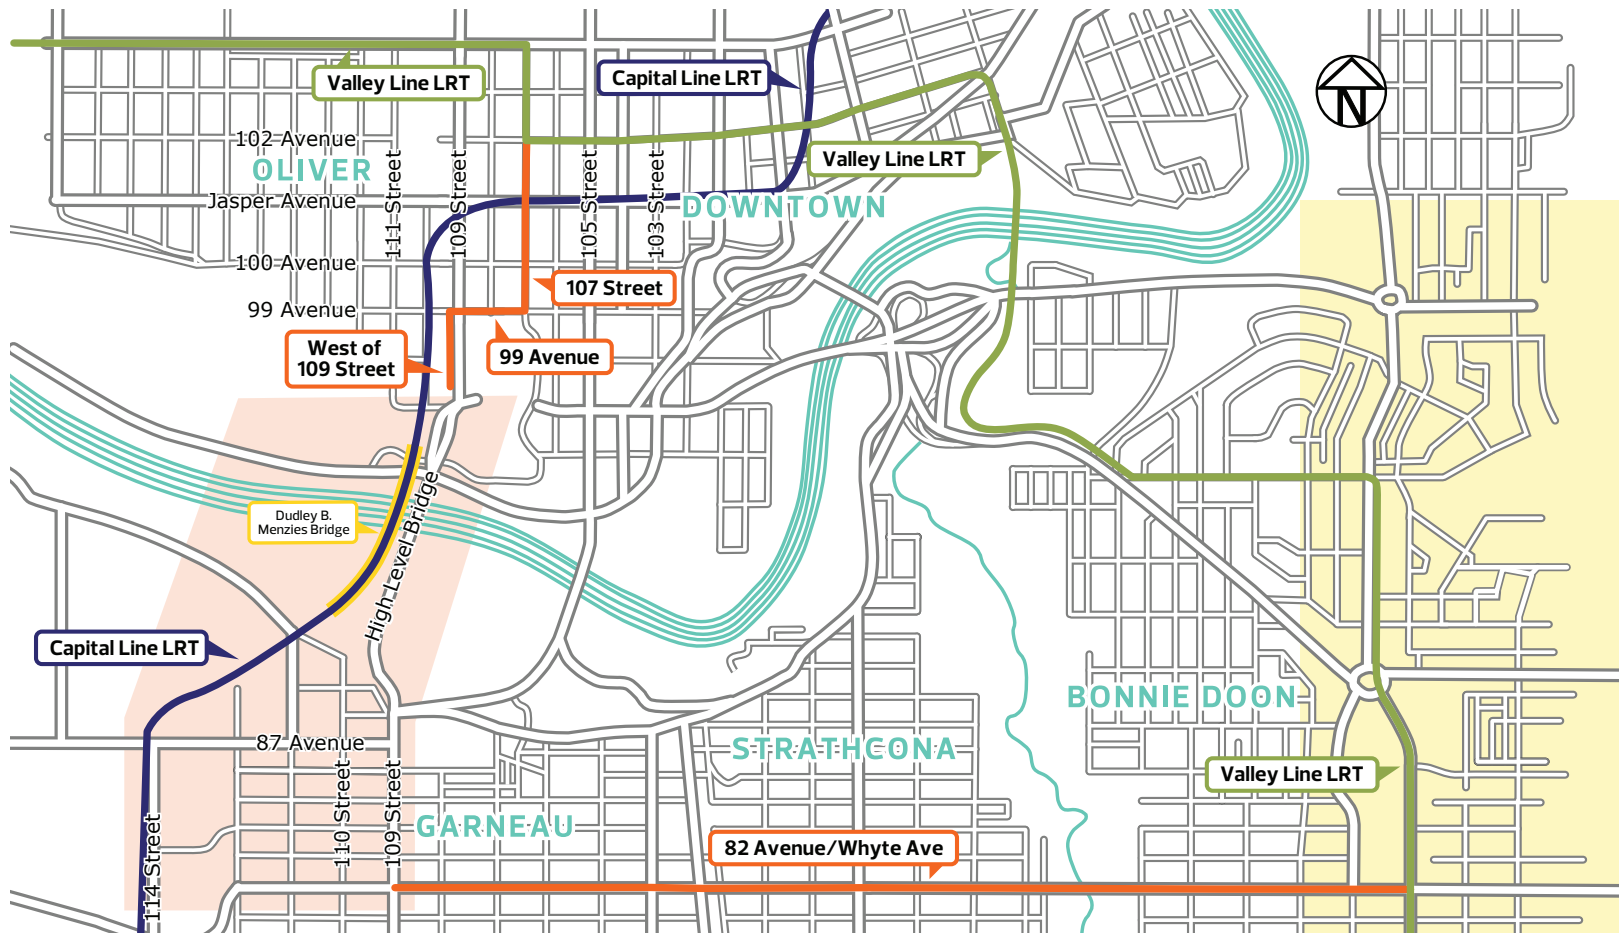 Valley Line LRT
Capital Line LRT
N
102 Avenue
OLIVER
111 Street
109 Street
105 Street
103 Street
Valley Line LRT
Jasper Avenue
DOWNTOWN
100 Avenue
107 Street
99 Avenue
West of
109 Street
99 Avenue
Dudley B.
Menzies Bridge
High Level Bridge
Capital Line LRT
BONNIE DOON
87 Avenue
STRATHCONA
Valley Line LRT
110 Street
109 Street
114 Street
GARNEAU
82 Avenue/Whyte Ave